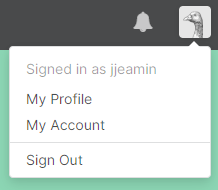 Signed in as jjeamin
My Profile
My Account
Sign Out